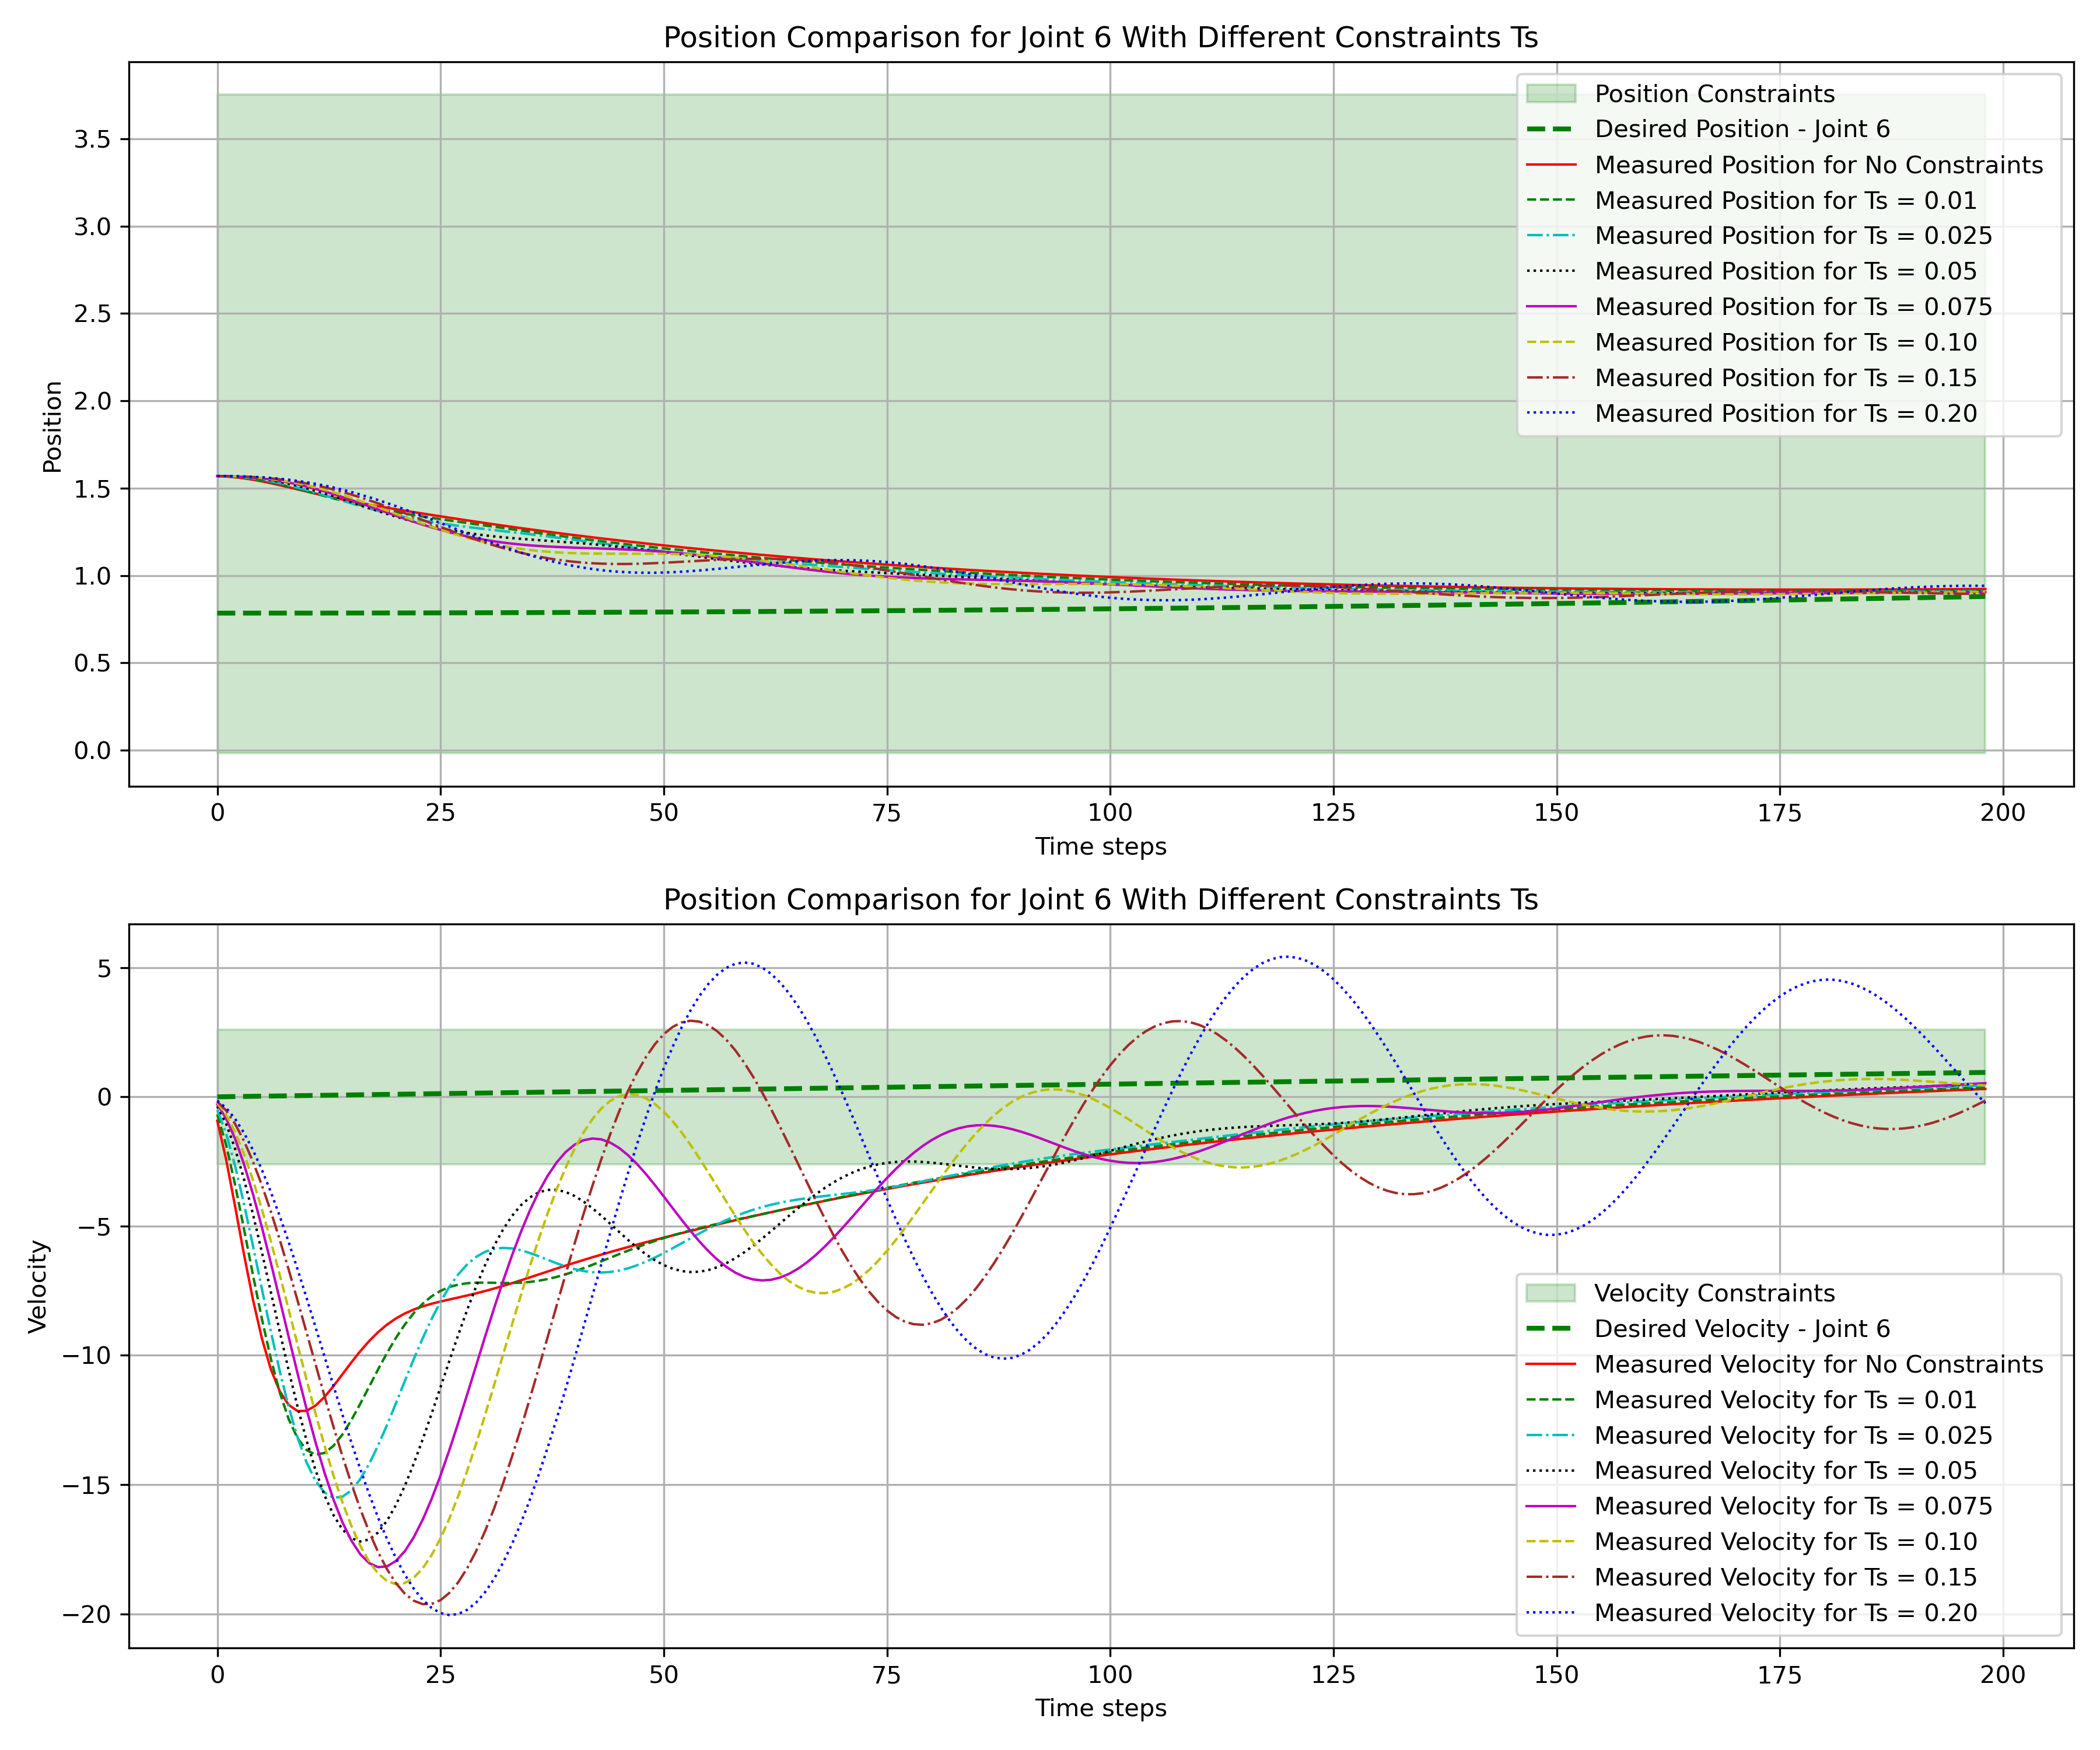 Position Comparison for Joint 6 With Different Constraints Ts
Position
3.5
3.0
2.5
2.0
1.5
1.0
0.5
0.0
Position Constraints
Desired Position - Joint 6
Measured Position for No Constraints
Measured Position for Ts = 0.01
Measured Position for Ts = 0.025
Measured Position for Ts = 0.05
Measured Position for Ts = 0.075
Measured Position for Ts = 0.10
Measured Position for Ts = 0.15
Measured Position for Ts = 0.20
0 25 50 75 100 125 150 175 200
Time steps
Position Comparison for Joint 6 With Different Constraints Ts
Velocity
5
0
−5
−10
−15
−20
Velocity Constraints
Desired Velocity - Joint 6
Measured Velocity for No Constraints
Measured Velocity for Ts = 0.01
Measured Velocity for Ts = 0.025
Measured Velocity for Ts = 0.05
Measured Velocity for Ts = 0.075
Measured Velocity for Ts = 0.10
Measured Velocity for Ts = 0.15
Measured Velocity for Ts = 0.20
0 25 50 75 100 125 150 175 200
Time steps